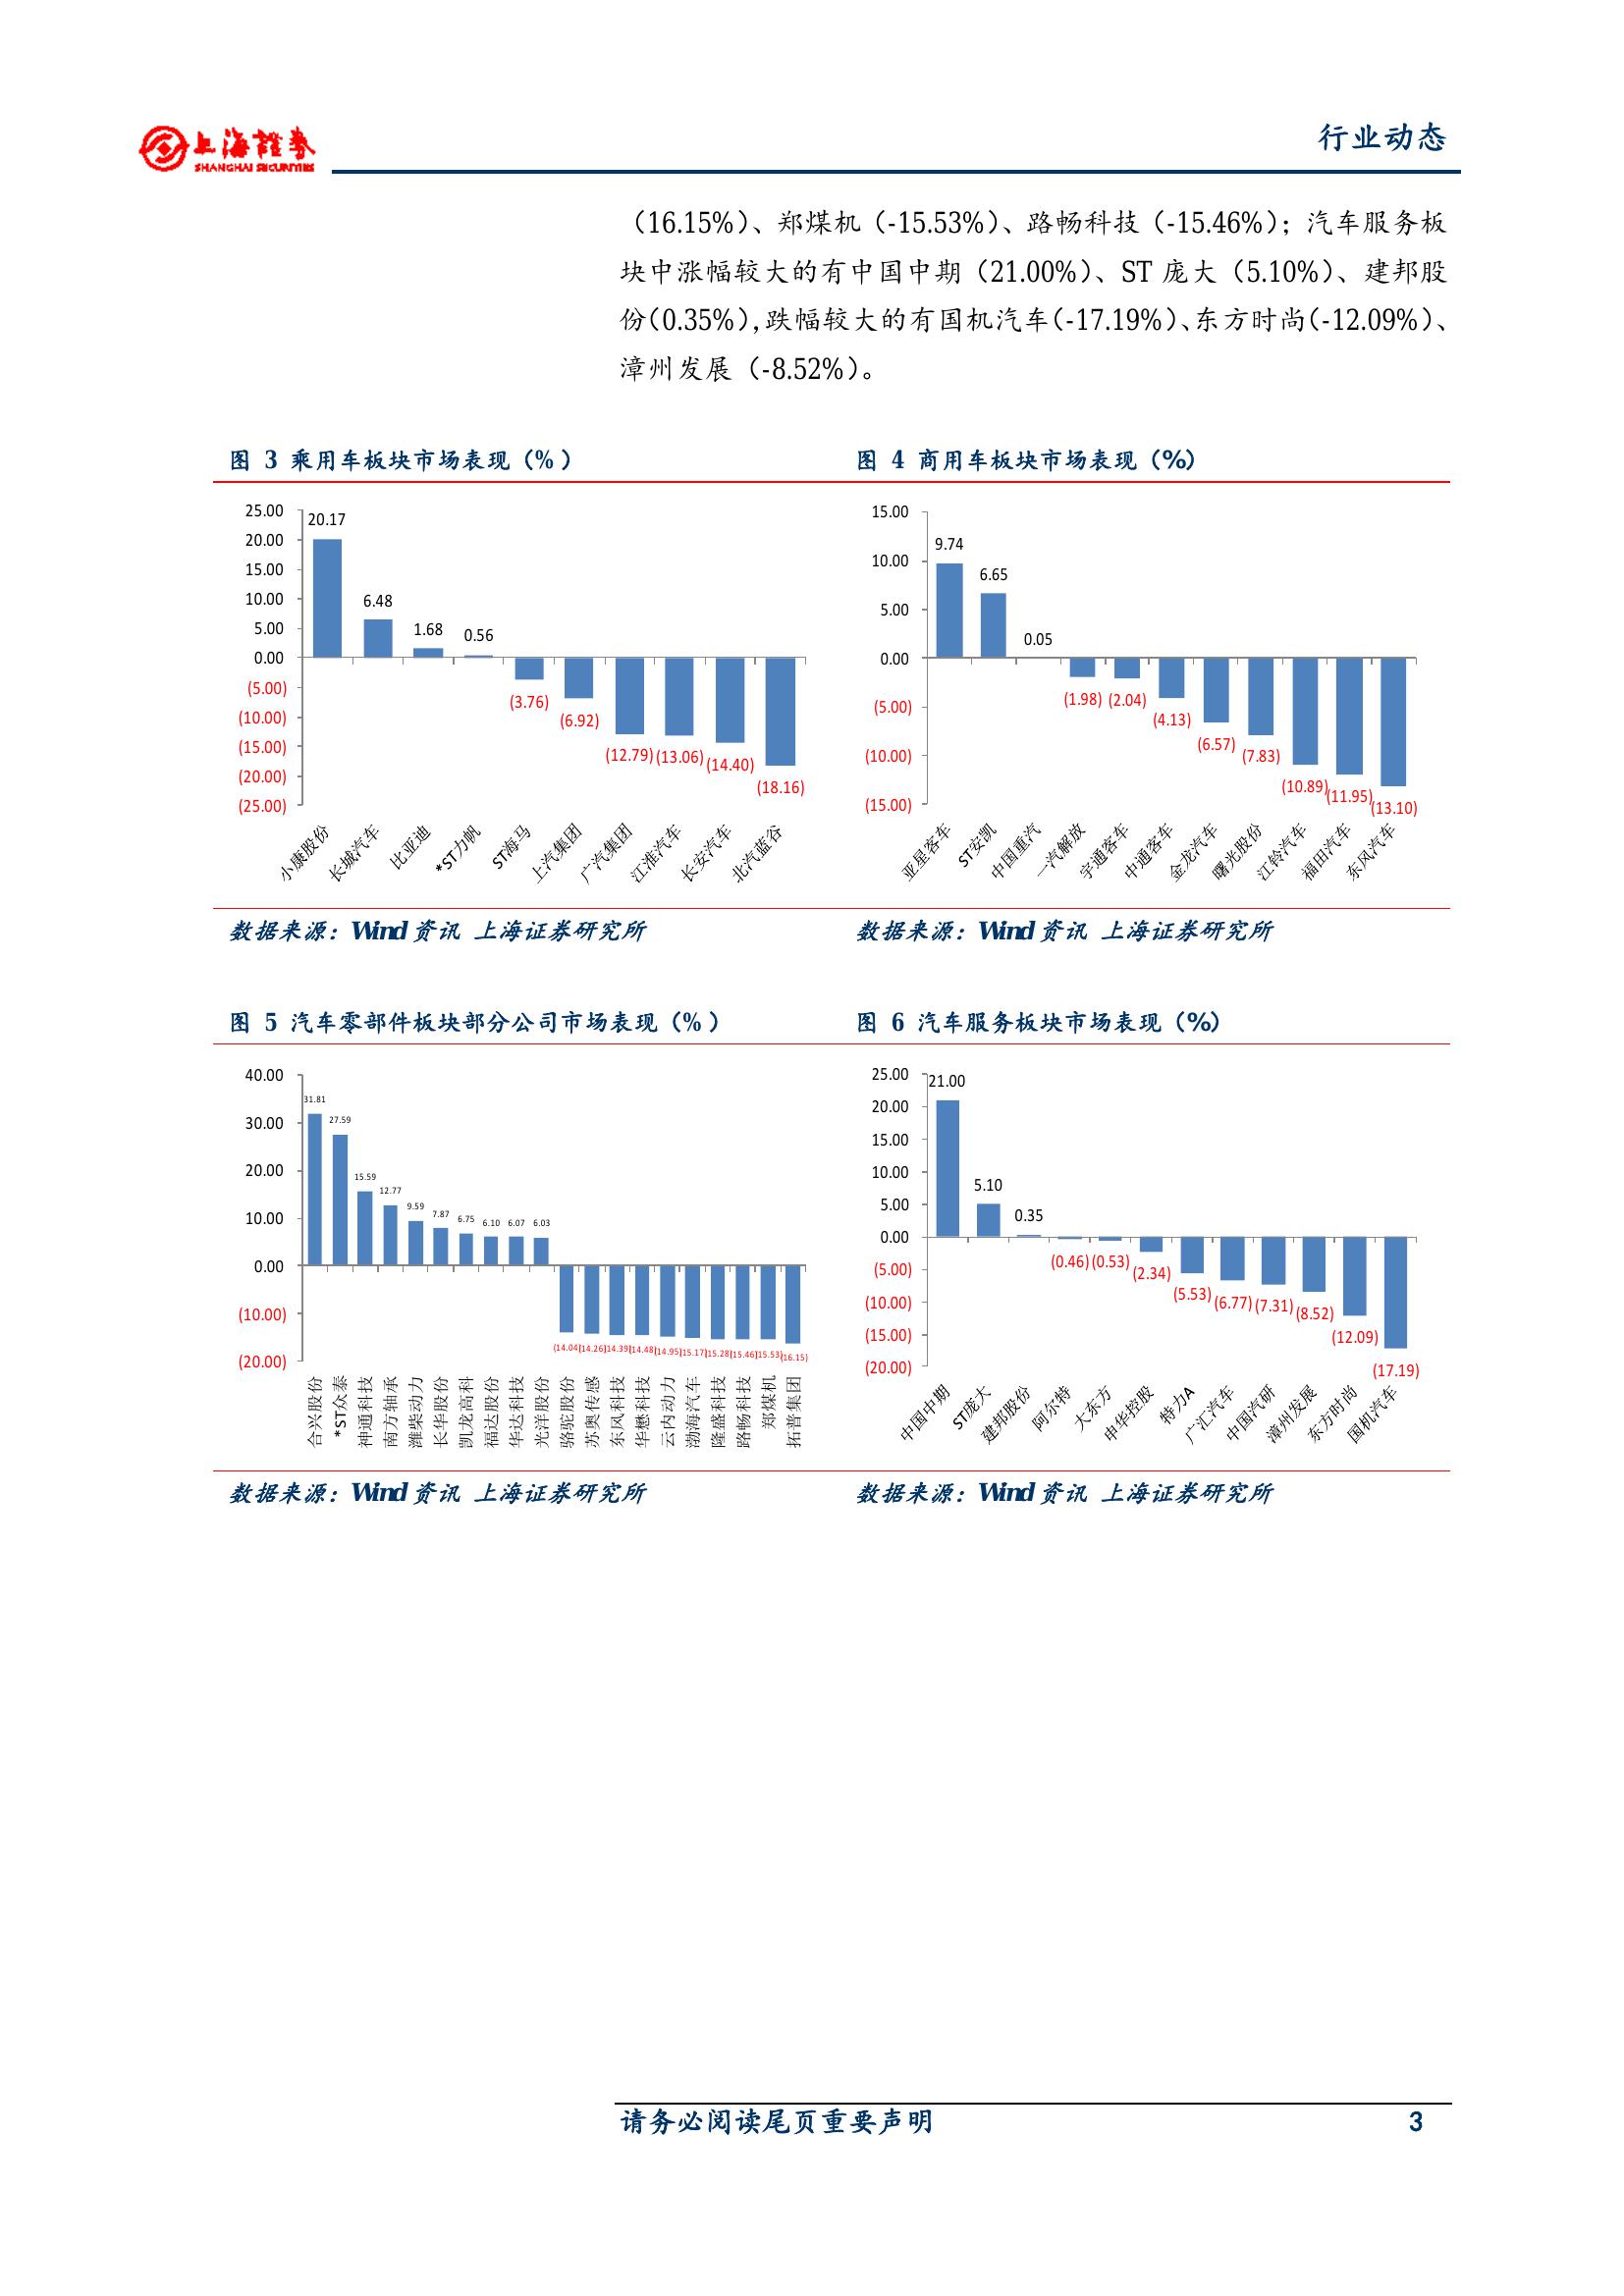 上海證券
SHANGHAI SECURITIES
行业动态
（16.15%）、郑煤机（-15.53%）、路畅科技（-15.46%）；汽车服务板
块中涨幅较大的有中国中期（21.00%）、ST 庞大（5.10%）、建邦股
份（0.35%），跌幅较大的有国机汽车（-17.19%）、东方时尚（-12.09%）、
漳州发展（-8.52%）。
图 3 乘用车板块市场表现（%）
25.00
20.00
15.00
10.00
5.00
0.00
(5.00)
(10.00)
(15.00)
(20.00)
(25.00)
20.17
6.48
1.68
0.56
(3.76)
(6.92)
(12.79)
(13.06)
(14.40)
(18.16)
小康股份
长城汽车
比亚迪
*ST力帆
ST海马
上汽集团
广汽集团
江淮汽车
长安汽车
北汽蓝谷
数据来源：Wind 资讯 上海证券研究所
图 4 商用车板块市场表现（%）
15.00
10.00
5.00
0.00
(5.00)
(10.00)
(15.00)
9.74
6.65
0.05
(1.98)
(2.04)
(4.13)
(6.57)
(7.83)
(10.89)
(11.95)
(13.10)
亚星客车
ST安凯
中国重汽
一汽解放
宇通客车
中通客车
金龙汽车
曙光股份
江铃汽车
福田汽车
东风汽车
数据来源：Wind 资讯 上海证券研究所
图 5 汽车零部件板块部分公司市场表现（%）
40.00
30.00
20.00
10.00
0.00
(10.00)
(20.00)
31.81
27.59
15.59
12.77
9.59
7.87
6.75
6.10
6.07
6.03
(14.04)
(14.26)
(14.39)
(14.48)
(14.95)
(15.17)
(15.28)
(15.46)
(15.53)
(16.15)
合兴股份
*ST众泰
神通科技
南方轴承
潍柴动力
长华股份
凯龙高科
福达股份
华达科技
光洋股份
骆驼股份
苏奥传感
东风科技
华懋科技
云内动力
渤海汽车
隆盛科技
路畅科技
郑煤机
拓普集团
数据来源：Wind 资讯 上海证券研究所
图 6 汽车服务板块市场表现（%）
25.00
20.00
15.00
10.00
5.00
0.00
(5.00)
(10.00)
(15.00)
(20.00)
21.00
5.10
0.35
(0.46)
(0.53)
(2.34)
(5.53)
(6.77)
(7.31)
(8.52)
(12.09)
(17.19)
中国中期
ST庞大
建邦股份
阿尔特
大东方
申华控股
特力A
广汇汽车
中国汽研
漳州发展
东方时尚
国机汽车
数据来源：Wind 资讯 上海证券研究所
请务必阅读尾页重要声明
3